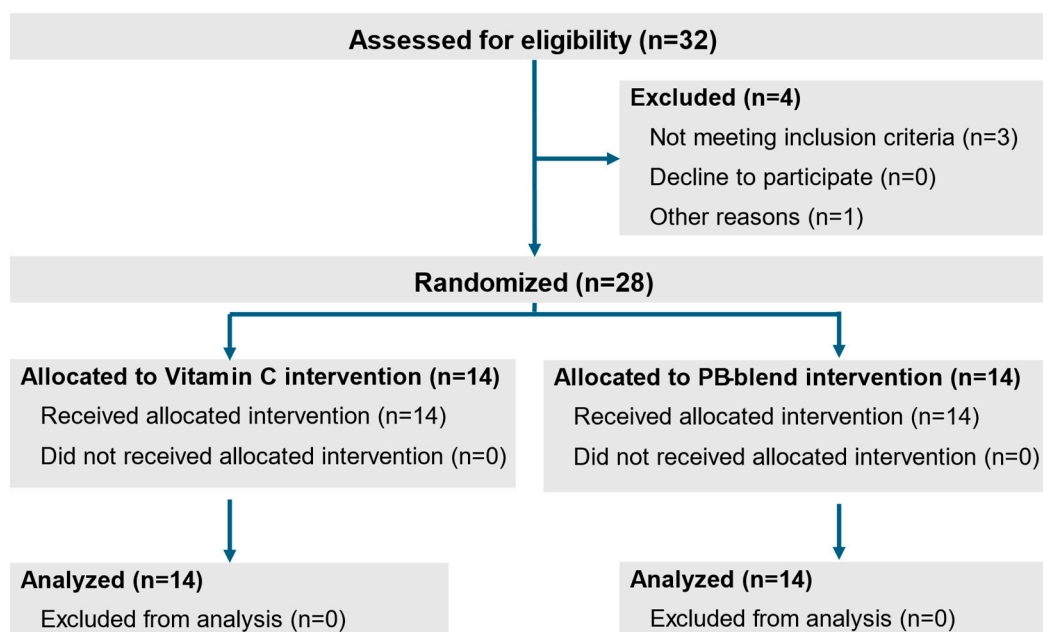 Assessed for eligibility (n=32)
Excluded (n=4)
Not meeting inclusion criteria (n=3)
Decline to participate (n=0)
Other reasons (n=1)
Randomized (n=28)
Allocated to Vitamin C intervention (n=14)
Received allocated intervention (n=14)
Did not received allocated intervention (n=0)
Allocated to PB-blend intervention (n=14)
Received allocated intervention (n=14)
Did not received allocated intervention (n=0)
Analyzed (n=14)
Excluded from analysis (n=0)
Analyzed (n=14)
Excluded from analysis (n=0)